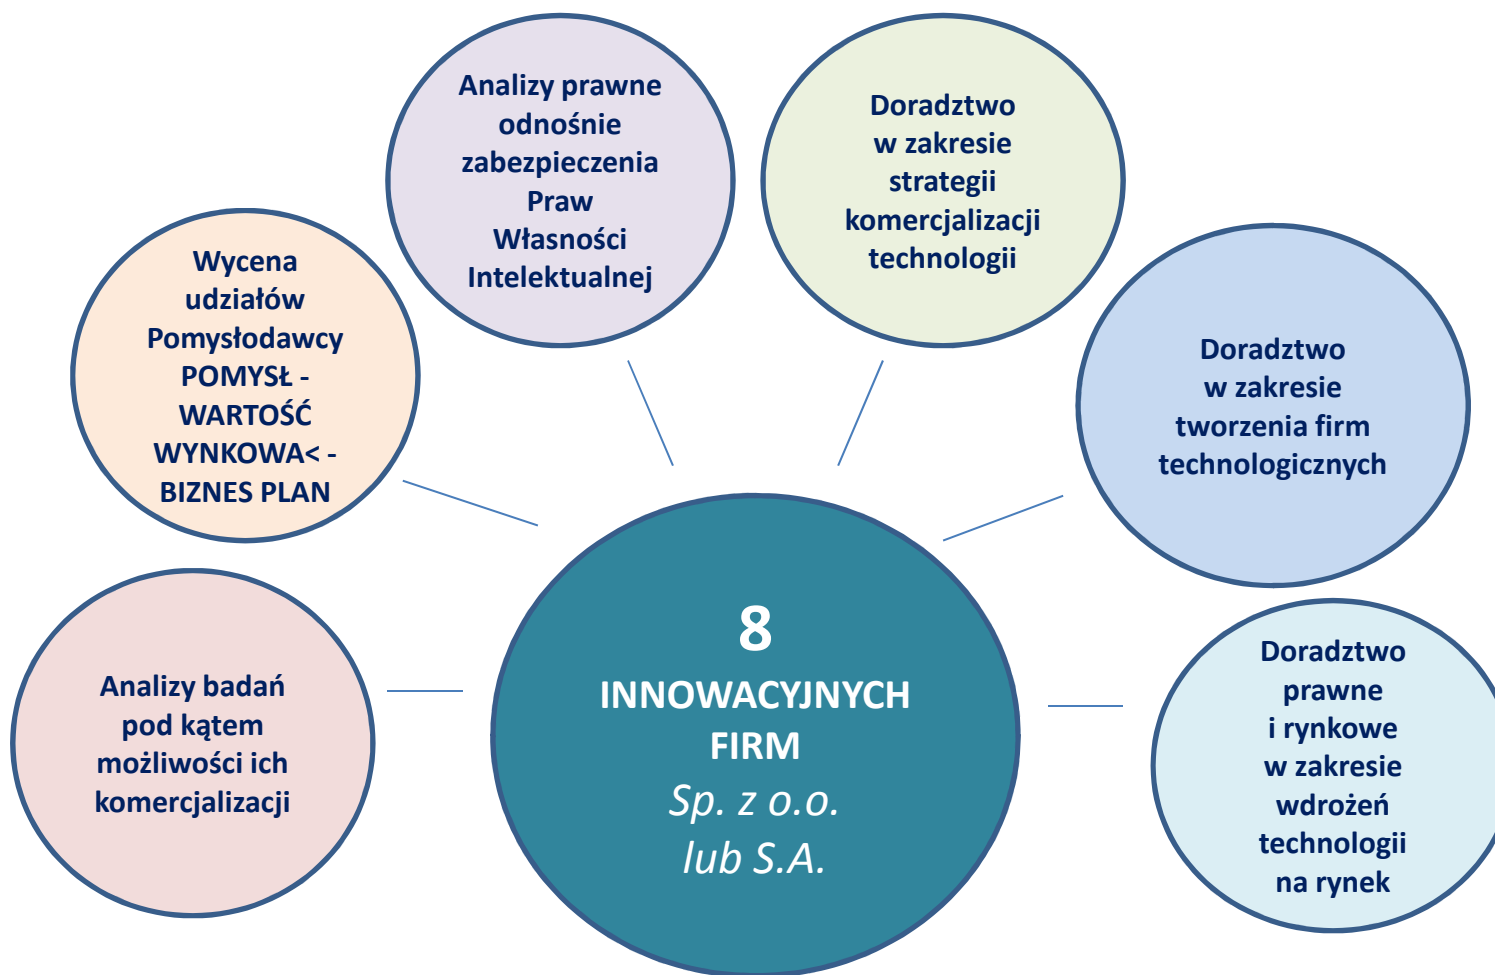 Analizy prawne
odnośnie
zabezpieczenia
Praw
Własności
Intelektualnej
Doradztwo
w zakresie
strategii
komercjalizacji
technologii
Wycena
udziałów
Pomysłodawcy
POMYSŁ -
WARTOŚĆ
WYNKOWA< -
BIZNES PLAN
Doradztwo
w zakresie
tworzenia firm
technologicznych
Analizy badań
pod kątem
możliwości ich
komercjalizacji
8
INNOWACYJNYCH
FIRM
Sp. z o.o.
lub S.A.
Doradztwo
prawne
i rynkowe
w zakresie
wdrożeń
technologii
na rynek